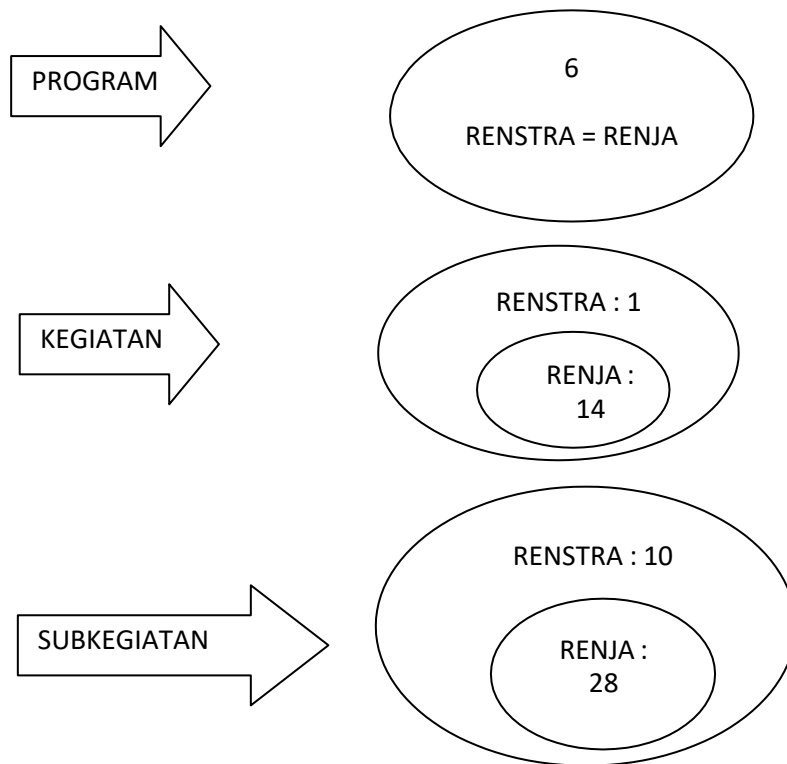 PROGRAM
6
RENSTRA = RENJA
KEGIATAN
RENSTRA : 1
RENJA :
14
SUBKEGIATAN
RENSTRA : 10
RENJA :
28